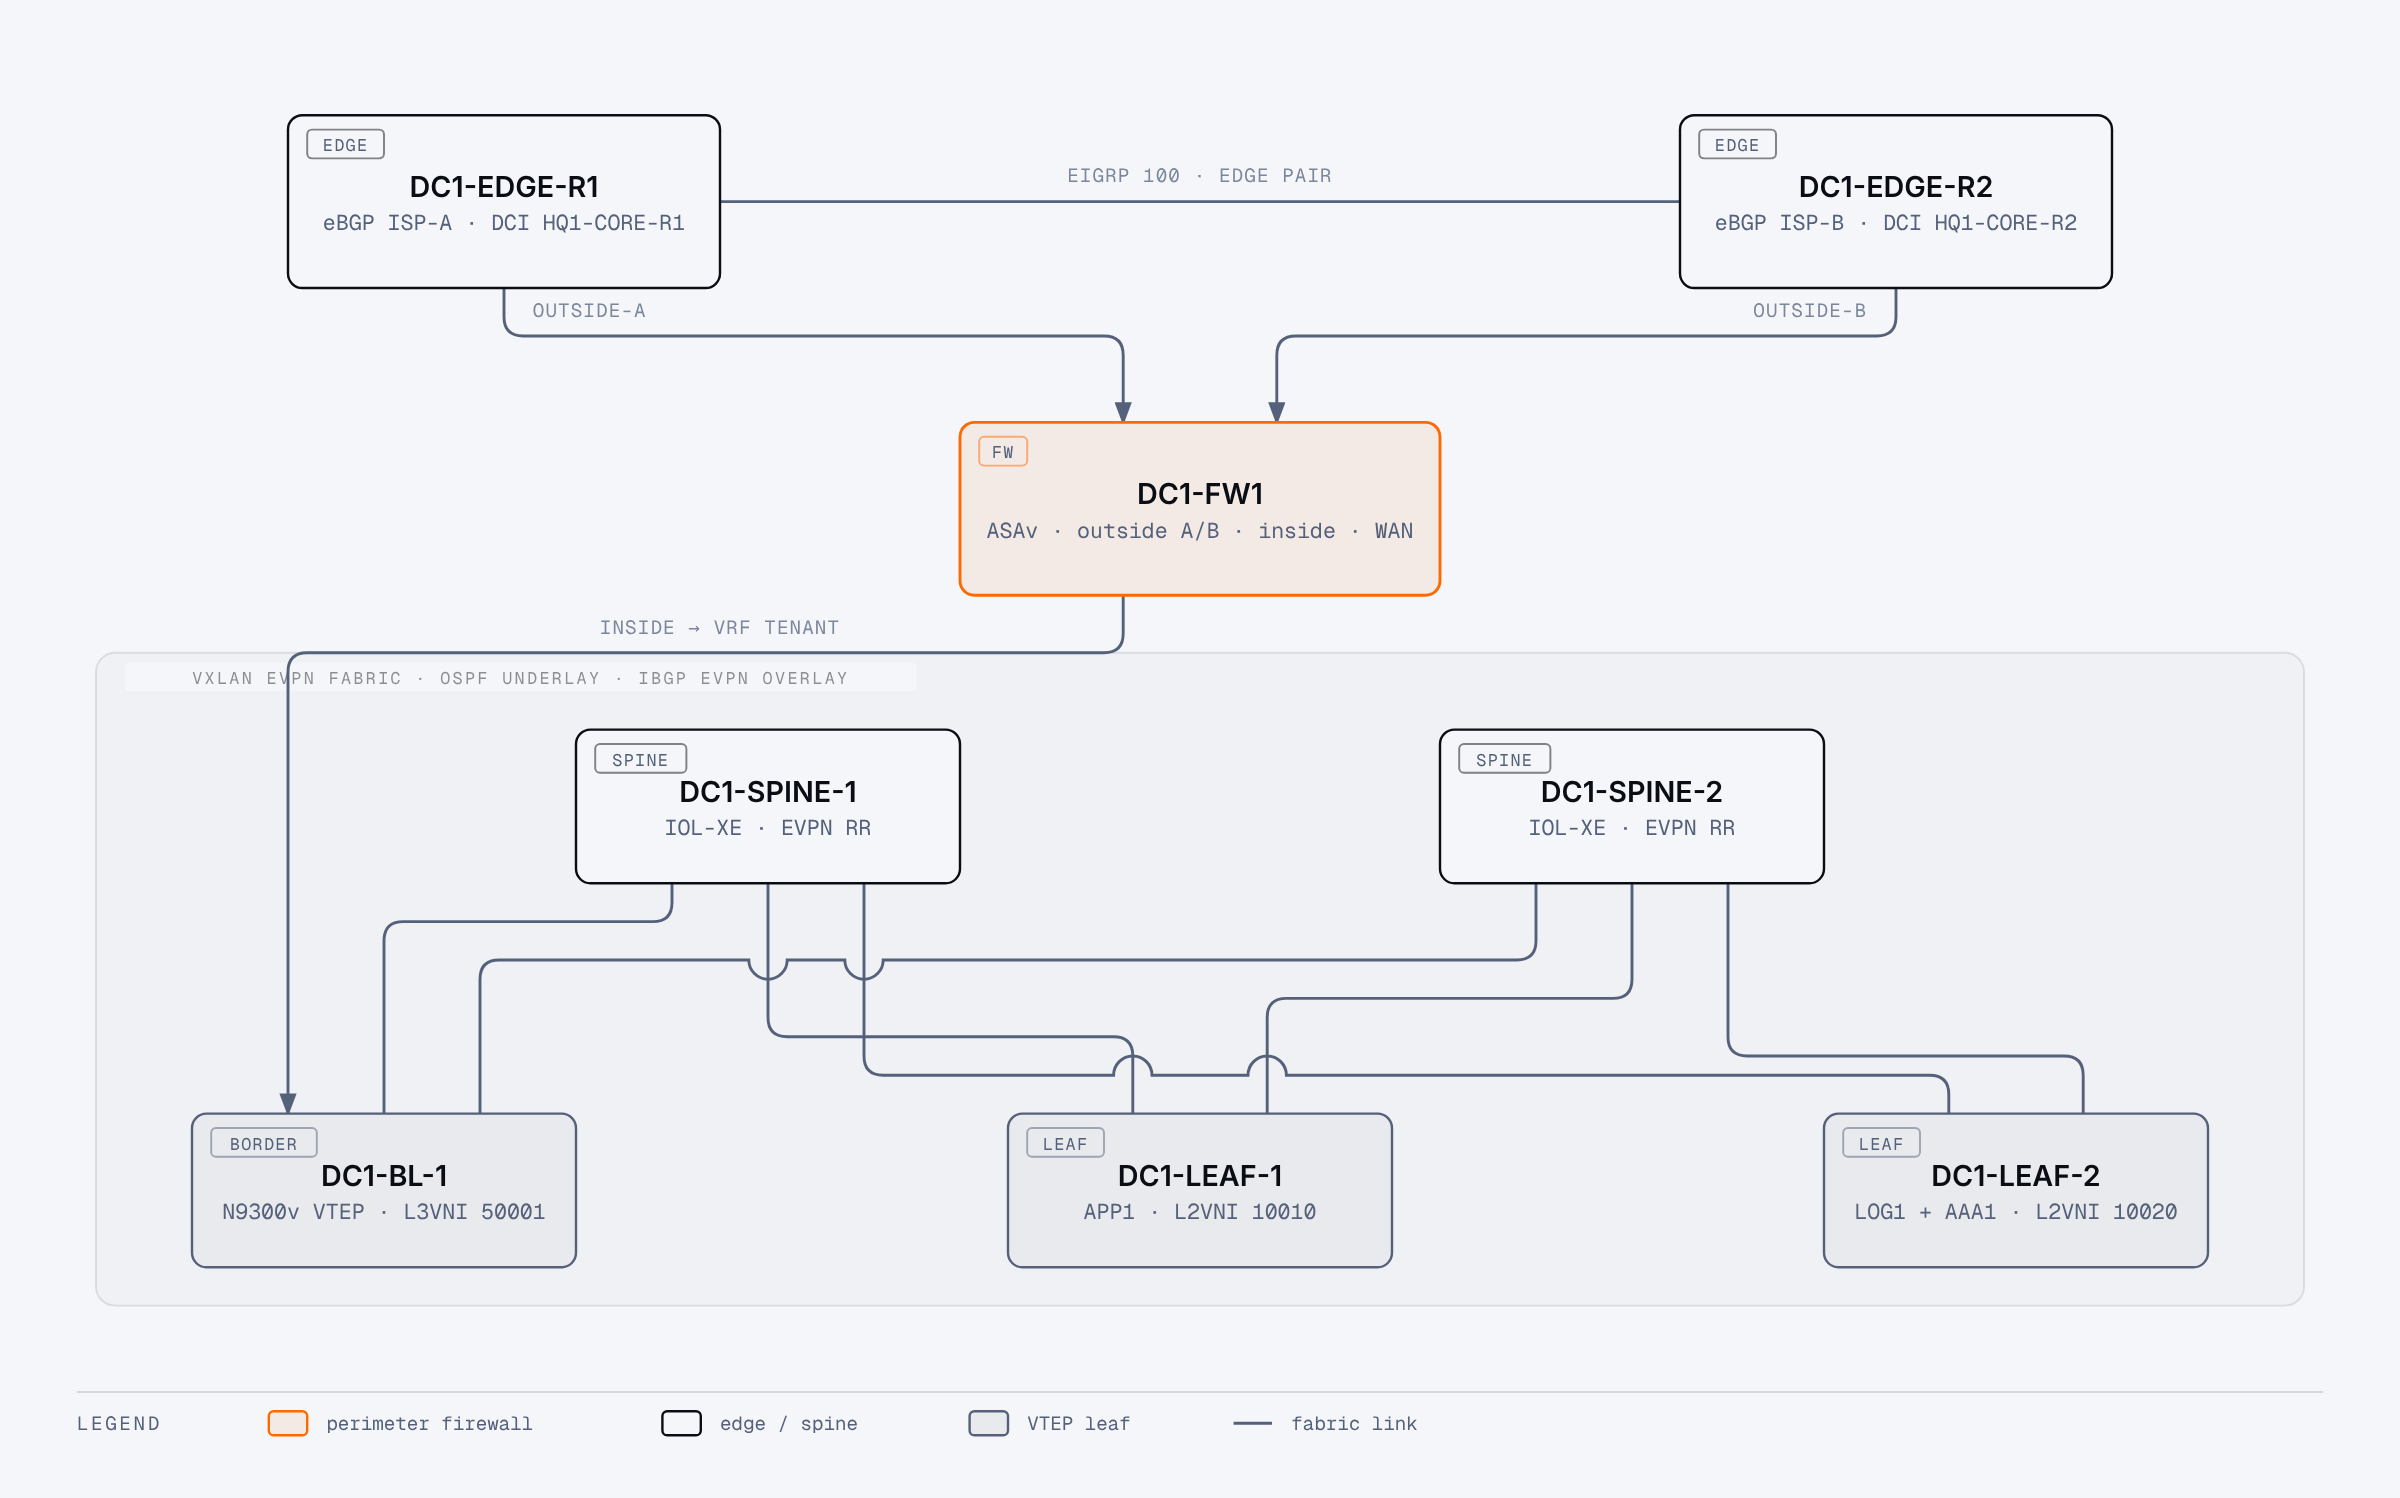 EDGE
DC1-EDGE-R1
eBGP ISP-A · DCI HQ1-CORE-R1
EIGRP 100 · EDGE PAIR
EDGE
DC1-EDGE-R2
eBGP ISP-B · DCI HQ1-CORE-R2
OUTSIDE-A
OUTSIDE-B
FW
DC1-FW1
ASAv · outside A/B · inside · WAN
INSIDE → VRF TENANT
VXLAN EVPN FABRIC · OSPF UNDERLAY · IBGP EVPN OVERLAY
SPINE
DC1-SPINE-1
IOL-XE · EVPN RR
SPINE
DC1-SPINE-2
IOL-XE · EVPN RR
BORDER
DC1-BL-1
N9300v VTEP · L3VNI 50001
LEAF
DC1-LEAF-1
APP1 · L2VNI 10010
LEAF
DC1-LEAF-2
LOG1 + AAA1 · L2VNI 10020
LEGEND
perimeter firewall
edge / spine
VTEP leaf
fabric link